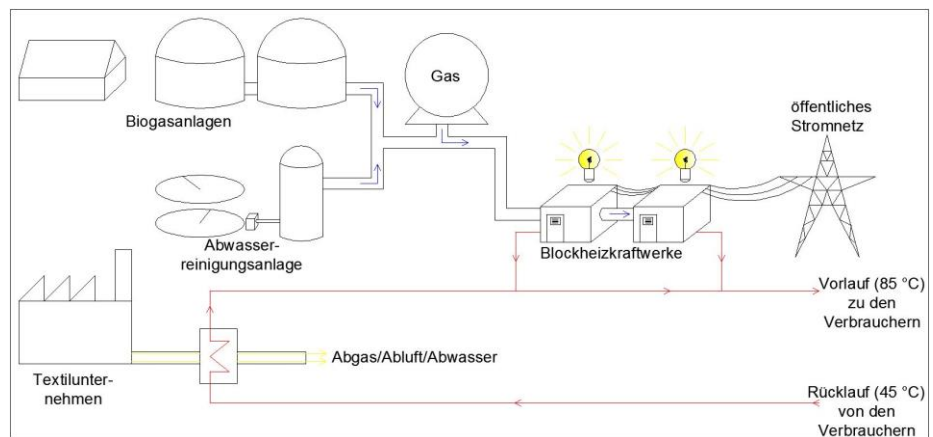 Gas
öffentliches
Stromnetz
Biogasanlagen
Abwasser-
reinigungsanlage
Blockheizkraftwerke
Vorlauf (85 °C)
zu den
Verbrauchern
Abgas/Abluft/Abwasser
Textilunter-
nehmen
Rücklauf (45 °C)
von den
Verbrauchern